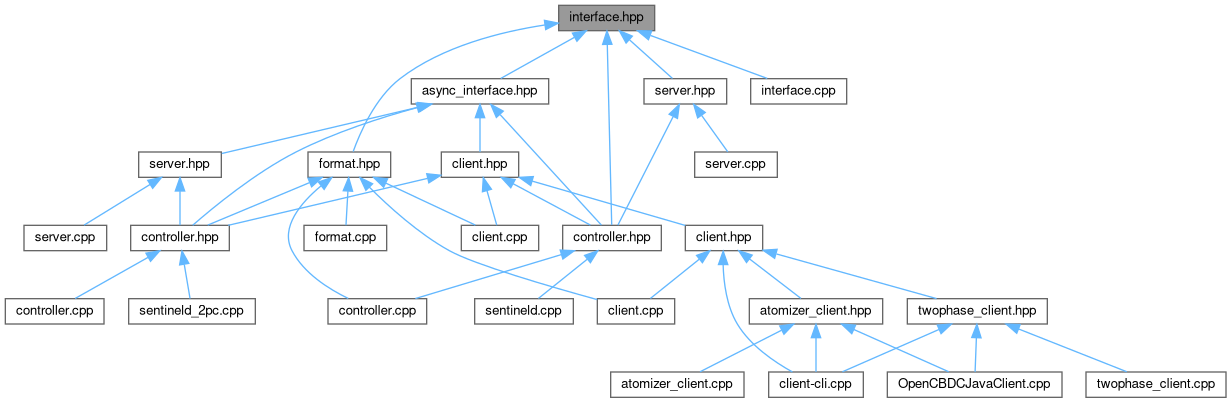 interface.hpp
async_interface.hpp
server.hpp
interface.cpp
server.hpp
format.hpp
client.hpp
server.cpp
server.cpp
controller.hpp
format.cpp
client.cpp
controller.hpp
client.hpp
controller.cpp
sentineld_2pc.cpp
controller.cpp
sentineld.cpp
client.cpp
atomizer_client.hpp
twophase_client.hpp
atomizer_client.cpp
client-cli.cpp
OpenCBDCJavaClient.cpp
twophase_client.cpp